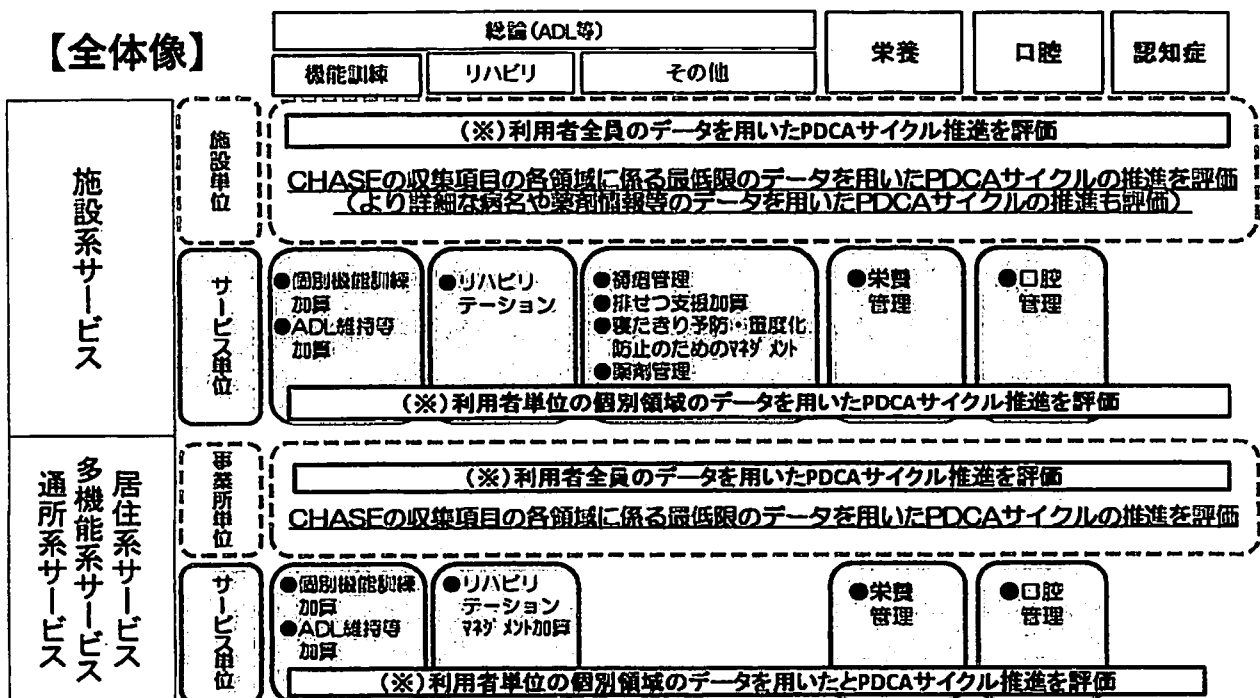 【全体像】
総論(ADL等)
機能訓練
リハビリ
その他
栄養
口腔
認知症
施設系サービス
施設単位
(※)利用者全員のデータを用いたPDCAサイクル推進を評価
CHASEの収集項目の各領域に係る最低限のデータを用いたPDCAサイクルの推進を評価
(より詳細な病名や薬剤情報等のデータを用いたPDCAサイクルの推進も評価)
サービス単位
●個別機能訓練
加算
●ADL維持等
加算
●リハビリ
テーション
●褥瘡管理
●排せつ支援加算
●寝たきり予防・重度化
防止のためのマネジメント
●薬剤管理
●栄養
管理
●口腔
管理
(※)利用者単位の個別領域のデータを用いたPDCAサイクル推進を評価
居住系サービス
多機能系サービス
通所系サービス
事業所単位
(※)利用者全員のデータを用いたPDCAサイクル推進を評価
CHASEの収集項目の各領域に係る最低限のデータを用いたPDCAサイクルの推進を評価
サービス単位
●個別機能訓練
加算
●ADL維持等
加算
●リハビリ
テーション
マネジメント加算
●栄養
管理
●口腔
管理
(※)利用者単位の個別領域のデータを用いたとPDCAサイクル推進を評価